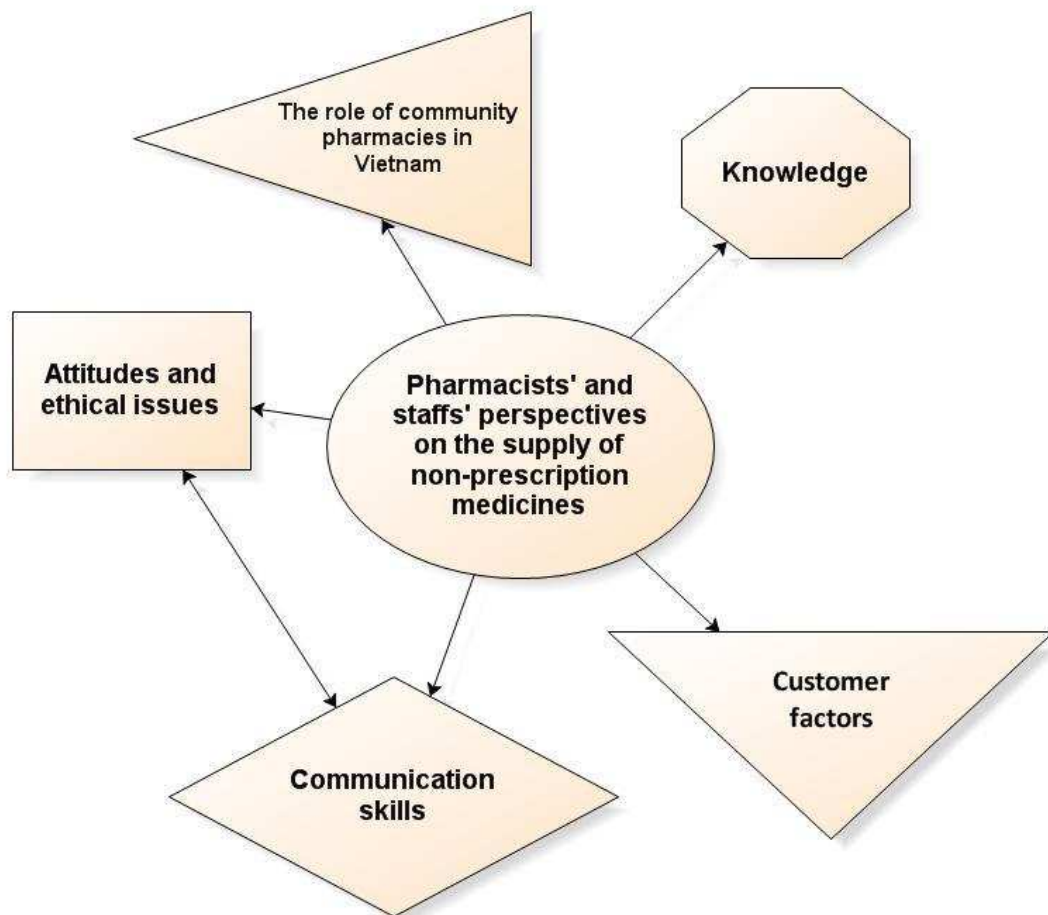 The role of community
pharmacies in
Vietnam
Knowledge
Attitudes and
ethical issues
Pharmacists' and
staffs' perspectives
on the supply of
non-prescription
medicines
Customer
factors
Communication
skills